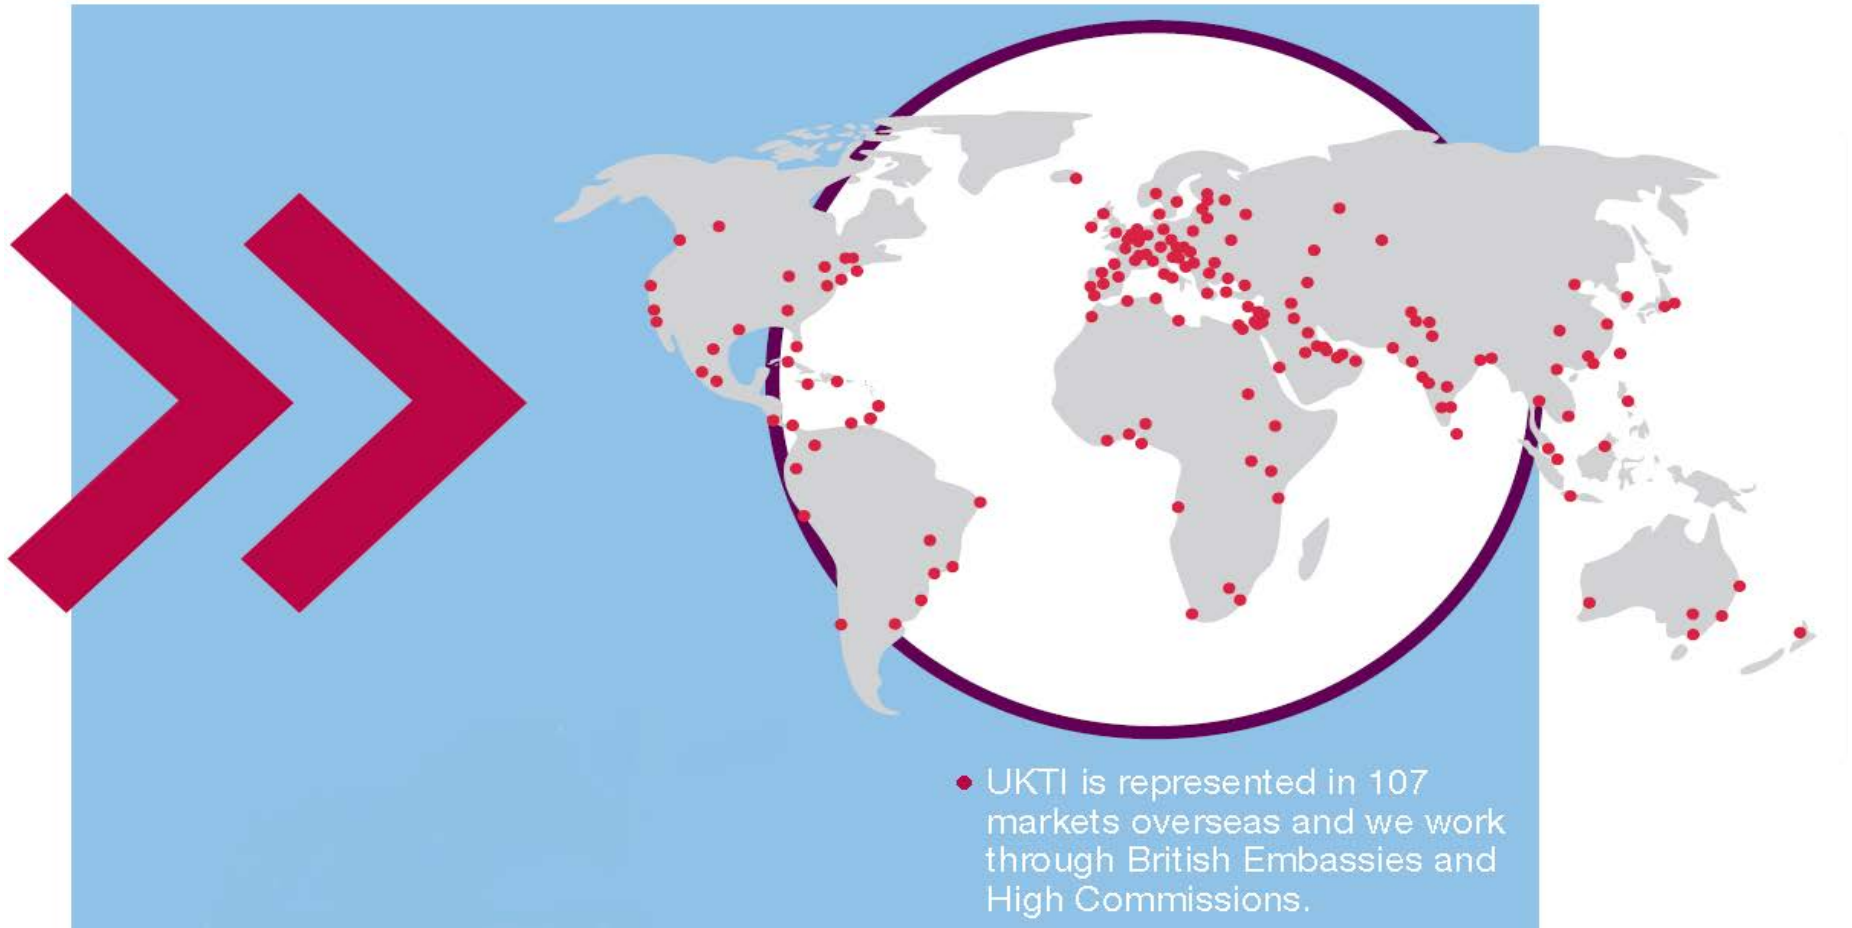 UKTI is represented in 107
markets overseas and we work
through British Embassies and
High Commissions.